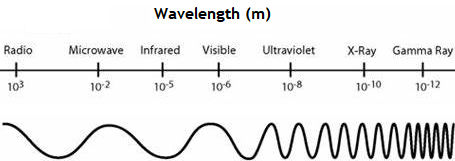 Wavelength (m)
Radio Microwave Infrared Visible Ultraviolet X-Ray Gamma Ray
10³ 10⁻² 10⁻⁵ 10⁻⁶ 10⁻⁸ 10⁻¹⁰ 10⁻¹²